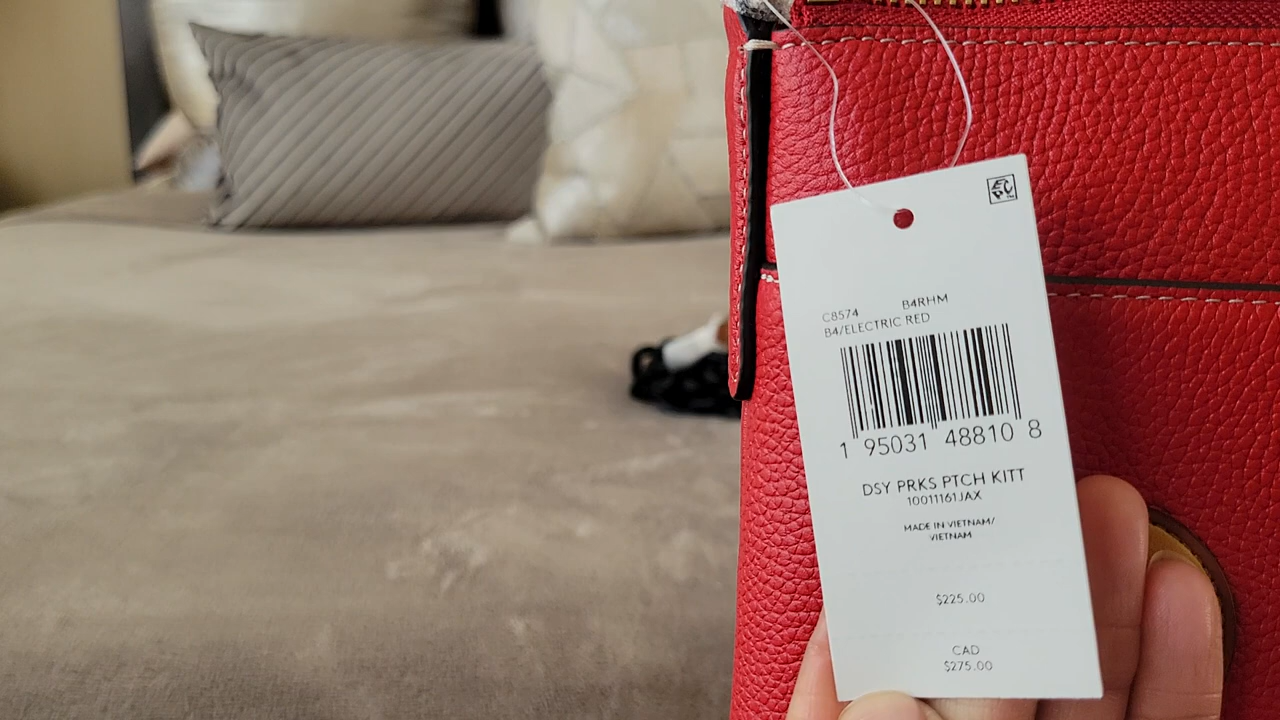 EPC
B4RHM
C8574
B4/ELECTRIC RED
1 95031 48810 8
DSY PRKS PTCH KITT
10011161JAX
MADE IN VIETNAM/
VIETNAM
$225.00
CAD
$275.00